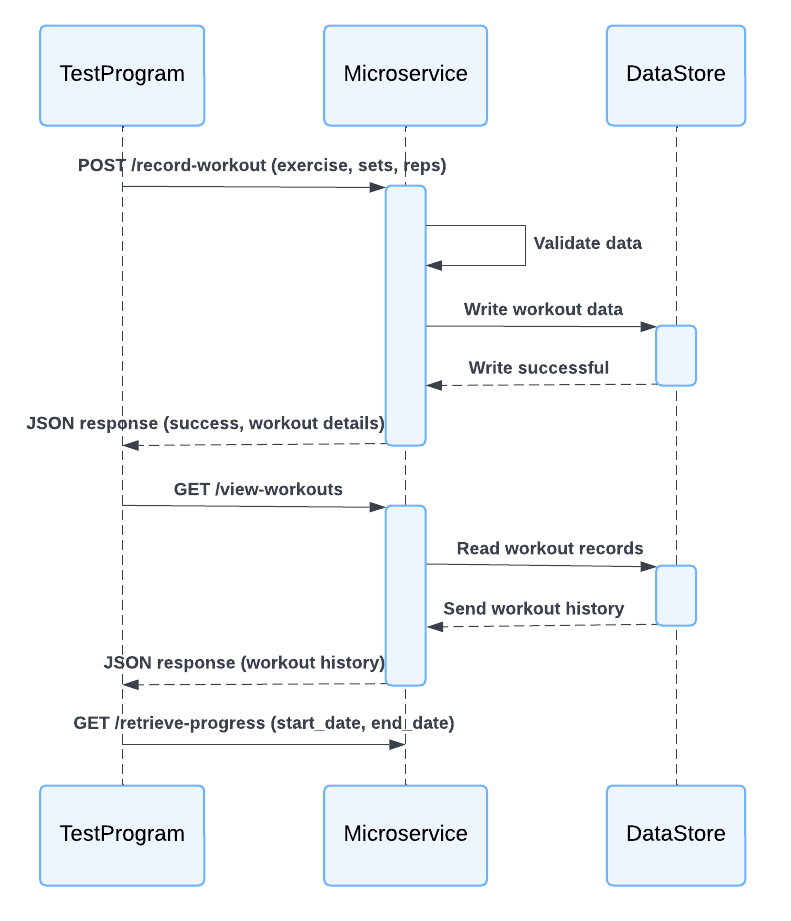 TestProgram
Microservice
DataStore
POST /record-workout (exercise, sets, reps)
Validate data
Write workout data
Write successful
JSON response (success, workout details)
GET /view-workouts
Read workout records
Send workout history
JSON response (workout history)
GET /retrieve-progress (start_date, end_date)
TestProgram
Microservice
DataStore